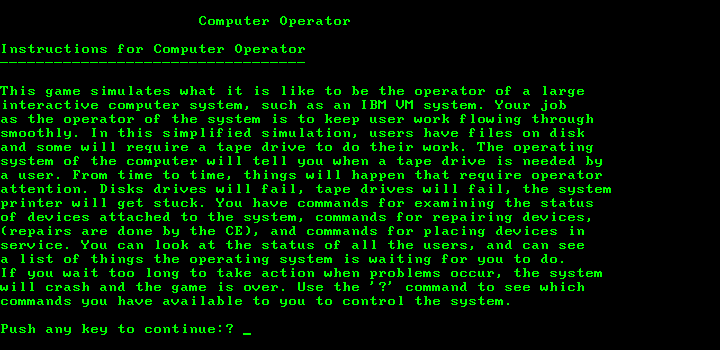 Computer Operator
Instructions for Computer Operator
----------------------------------
This game simulates what it is like to be the operator of a large
interactive computer system, such as an IBM VM system. Your job
as the operator of the system is to keep user work flowing through
smoothly. In this simplified simulation, users have files on disk
and some will require a tape drive to do their work. The operating
system of the computer will tell you when a tape drive is needed by
a user. From time to time, things will happen that require operator
attention. Disks drives will fail, tape drives will fail, the system
printer will get stuck. You have commands for examining the status
of devices attached to the system, commands for repairing devices,
(repairs are done by the CE), and commands for placing devices in
service. You can look at the status of all the users, and can see
a list of things the operating system is waiting for you to do.
If you wait too long to take action when problems occur, the system
will crash and the game is over. Use the '?' command to see which
commands you have available to you to control the system.
Push any key to continue:? _